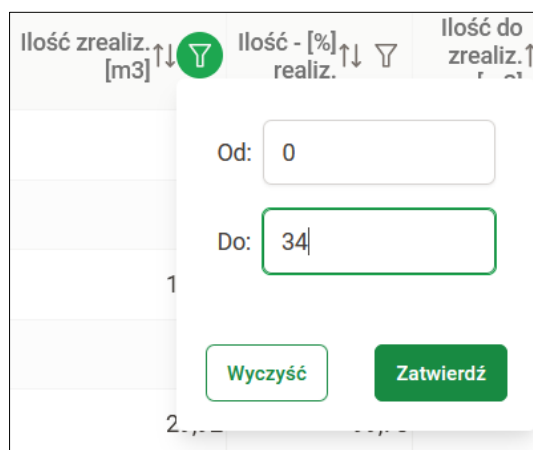 Ilość zrealiz.
[m3]
Ilość - [%]
realiz.
Ilość do
zrealiz.
Od: 0
Do: 34
Wyczyść
Zatwierdź